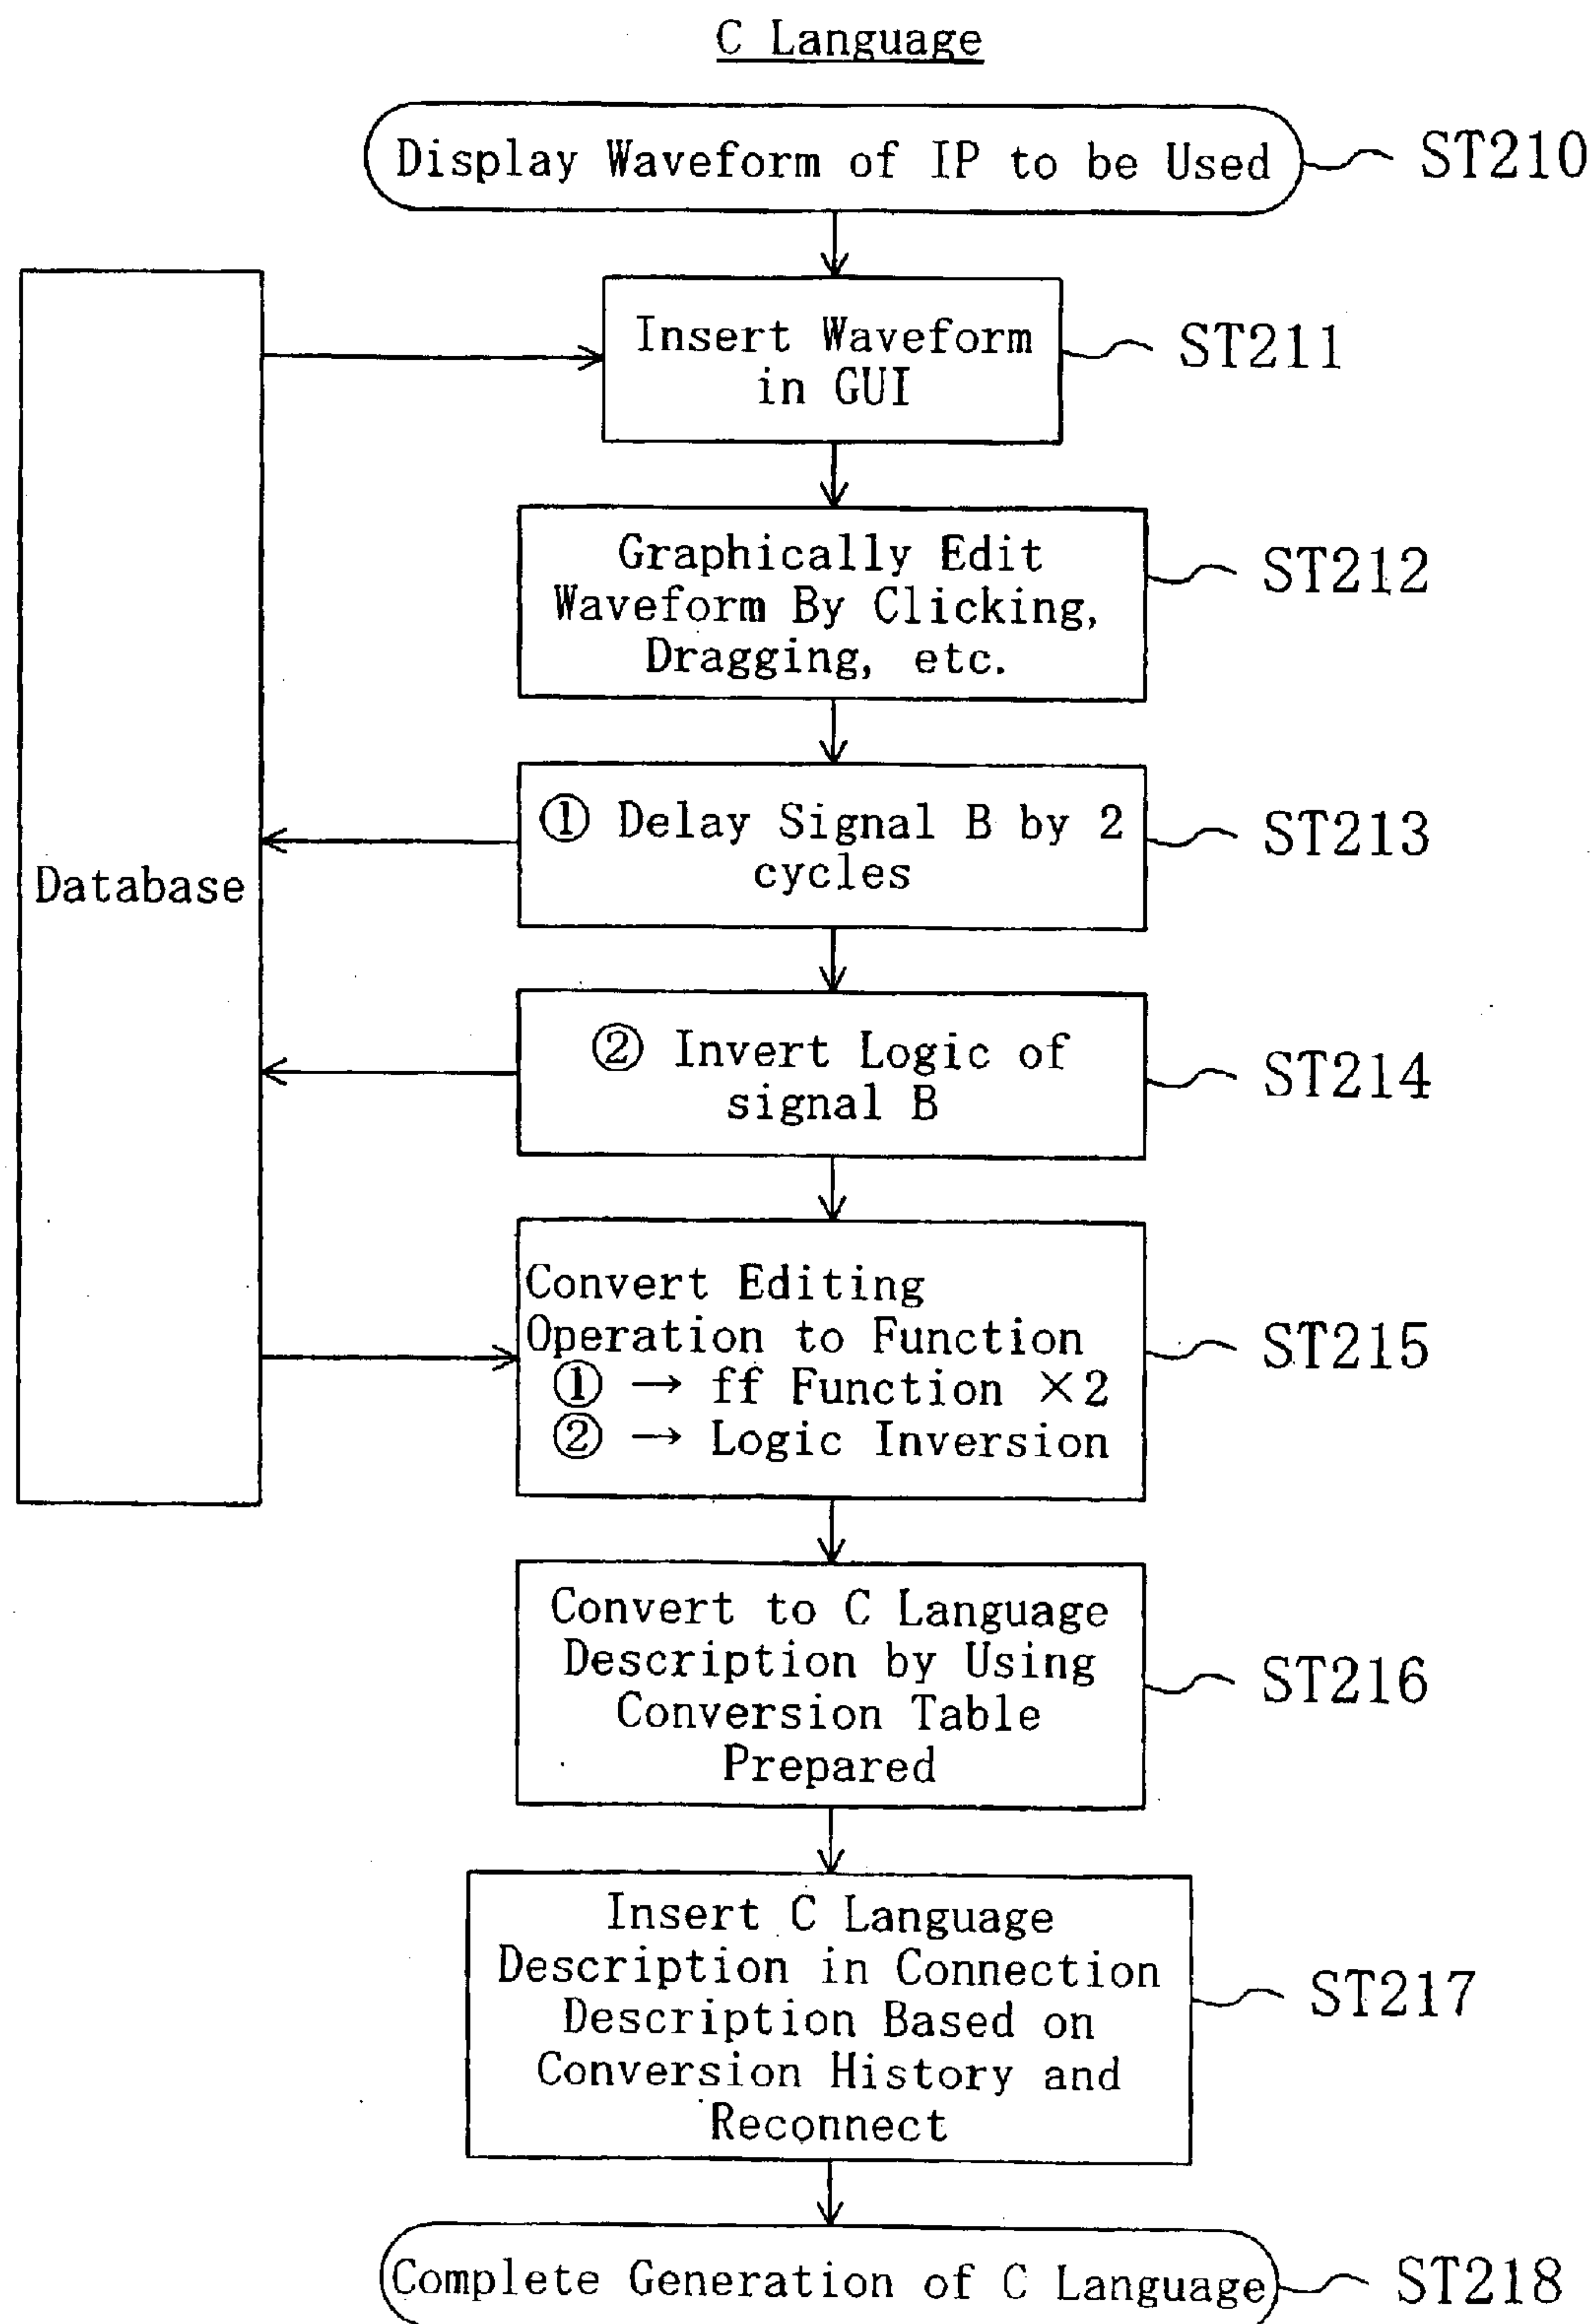 C Language
Display Waveform of IP to be Used
ST210
Insert Waveform
in GUI
ST211
Graphically Edit
Waveform By Clicking,
Dragging, etc.
ST212
① Delay Signal B by 2
cycles
ST213
Database
② Invert Logic of
signal B
ST214
Convert Editing
Operation to Function
① → ff Function ×2
② → Logic Inversion
ST215
Convert to C Language
Description by Using
Conversion Table
Prepared
ST216
Insert C Language
Description in Connection
Description Based on
Conversion History and
Reconnect
ST217
Complete Generation of C Language
ST218